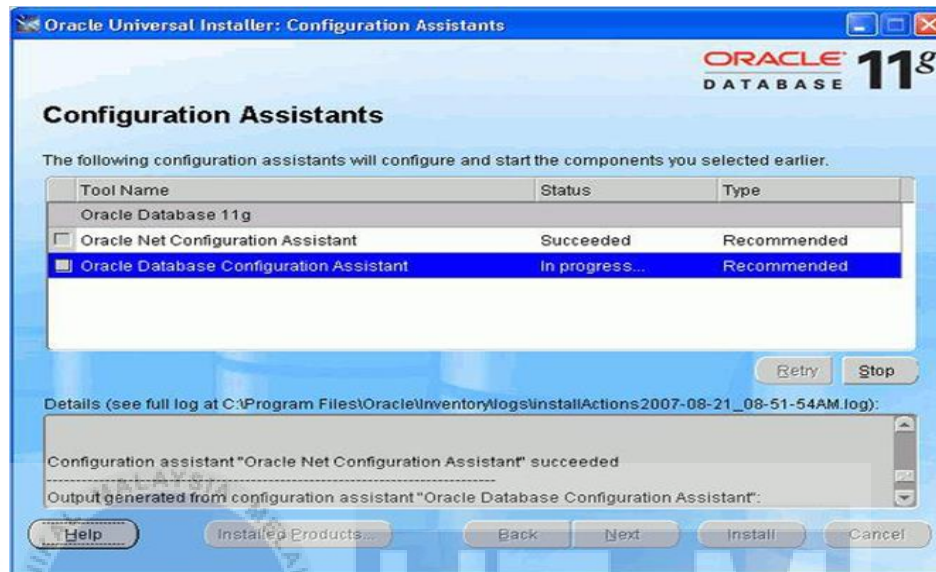 Oracle Universal Installer: Configuration Assistants
ORACLE 11g
DATABASE
Configuration Assistants
The following configuration assistants will configure and start the components you selected earlier.
Tool Name Status Type
Oracle Database 11g
Oracle Net Configuration Assistant Succeeded Recommended
Oracle Database Configuration Assistant In progress... Recommended
Retry Stop
Details (see full log at C:\Program Files\Oracle\Inventory\logs\installActions2007-08-21_08-51-54AM.log):
Configuration assistant "Oracle Net Configuration Assistant" succeeded
-----------------------------------------------------------------------------
Output generated from configuration assistant "Oracle Database Configuration Assistant":
Help Installed Products... Back Next Install Cancel
MALAYSIA